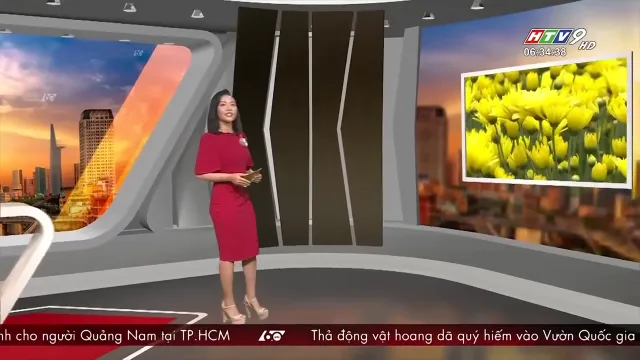 HTV9 HD
06:34:38
nh cho người Quảng Nam tại TP.HCM 60 Thả động vật hoang dã quý hiếm vào Vườn Quốc gia